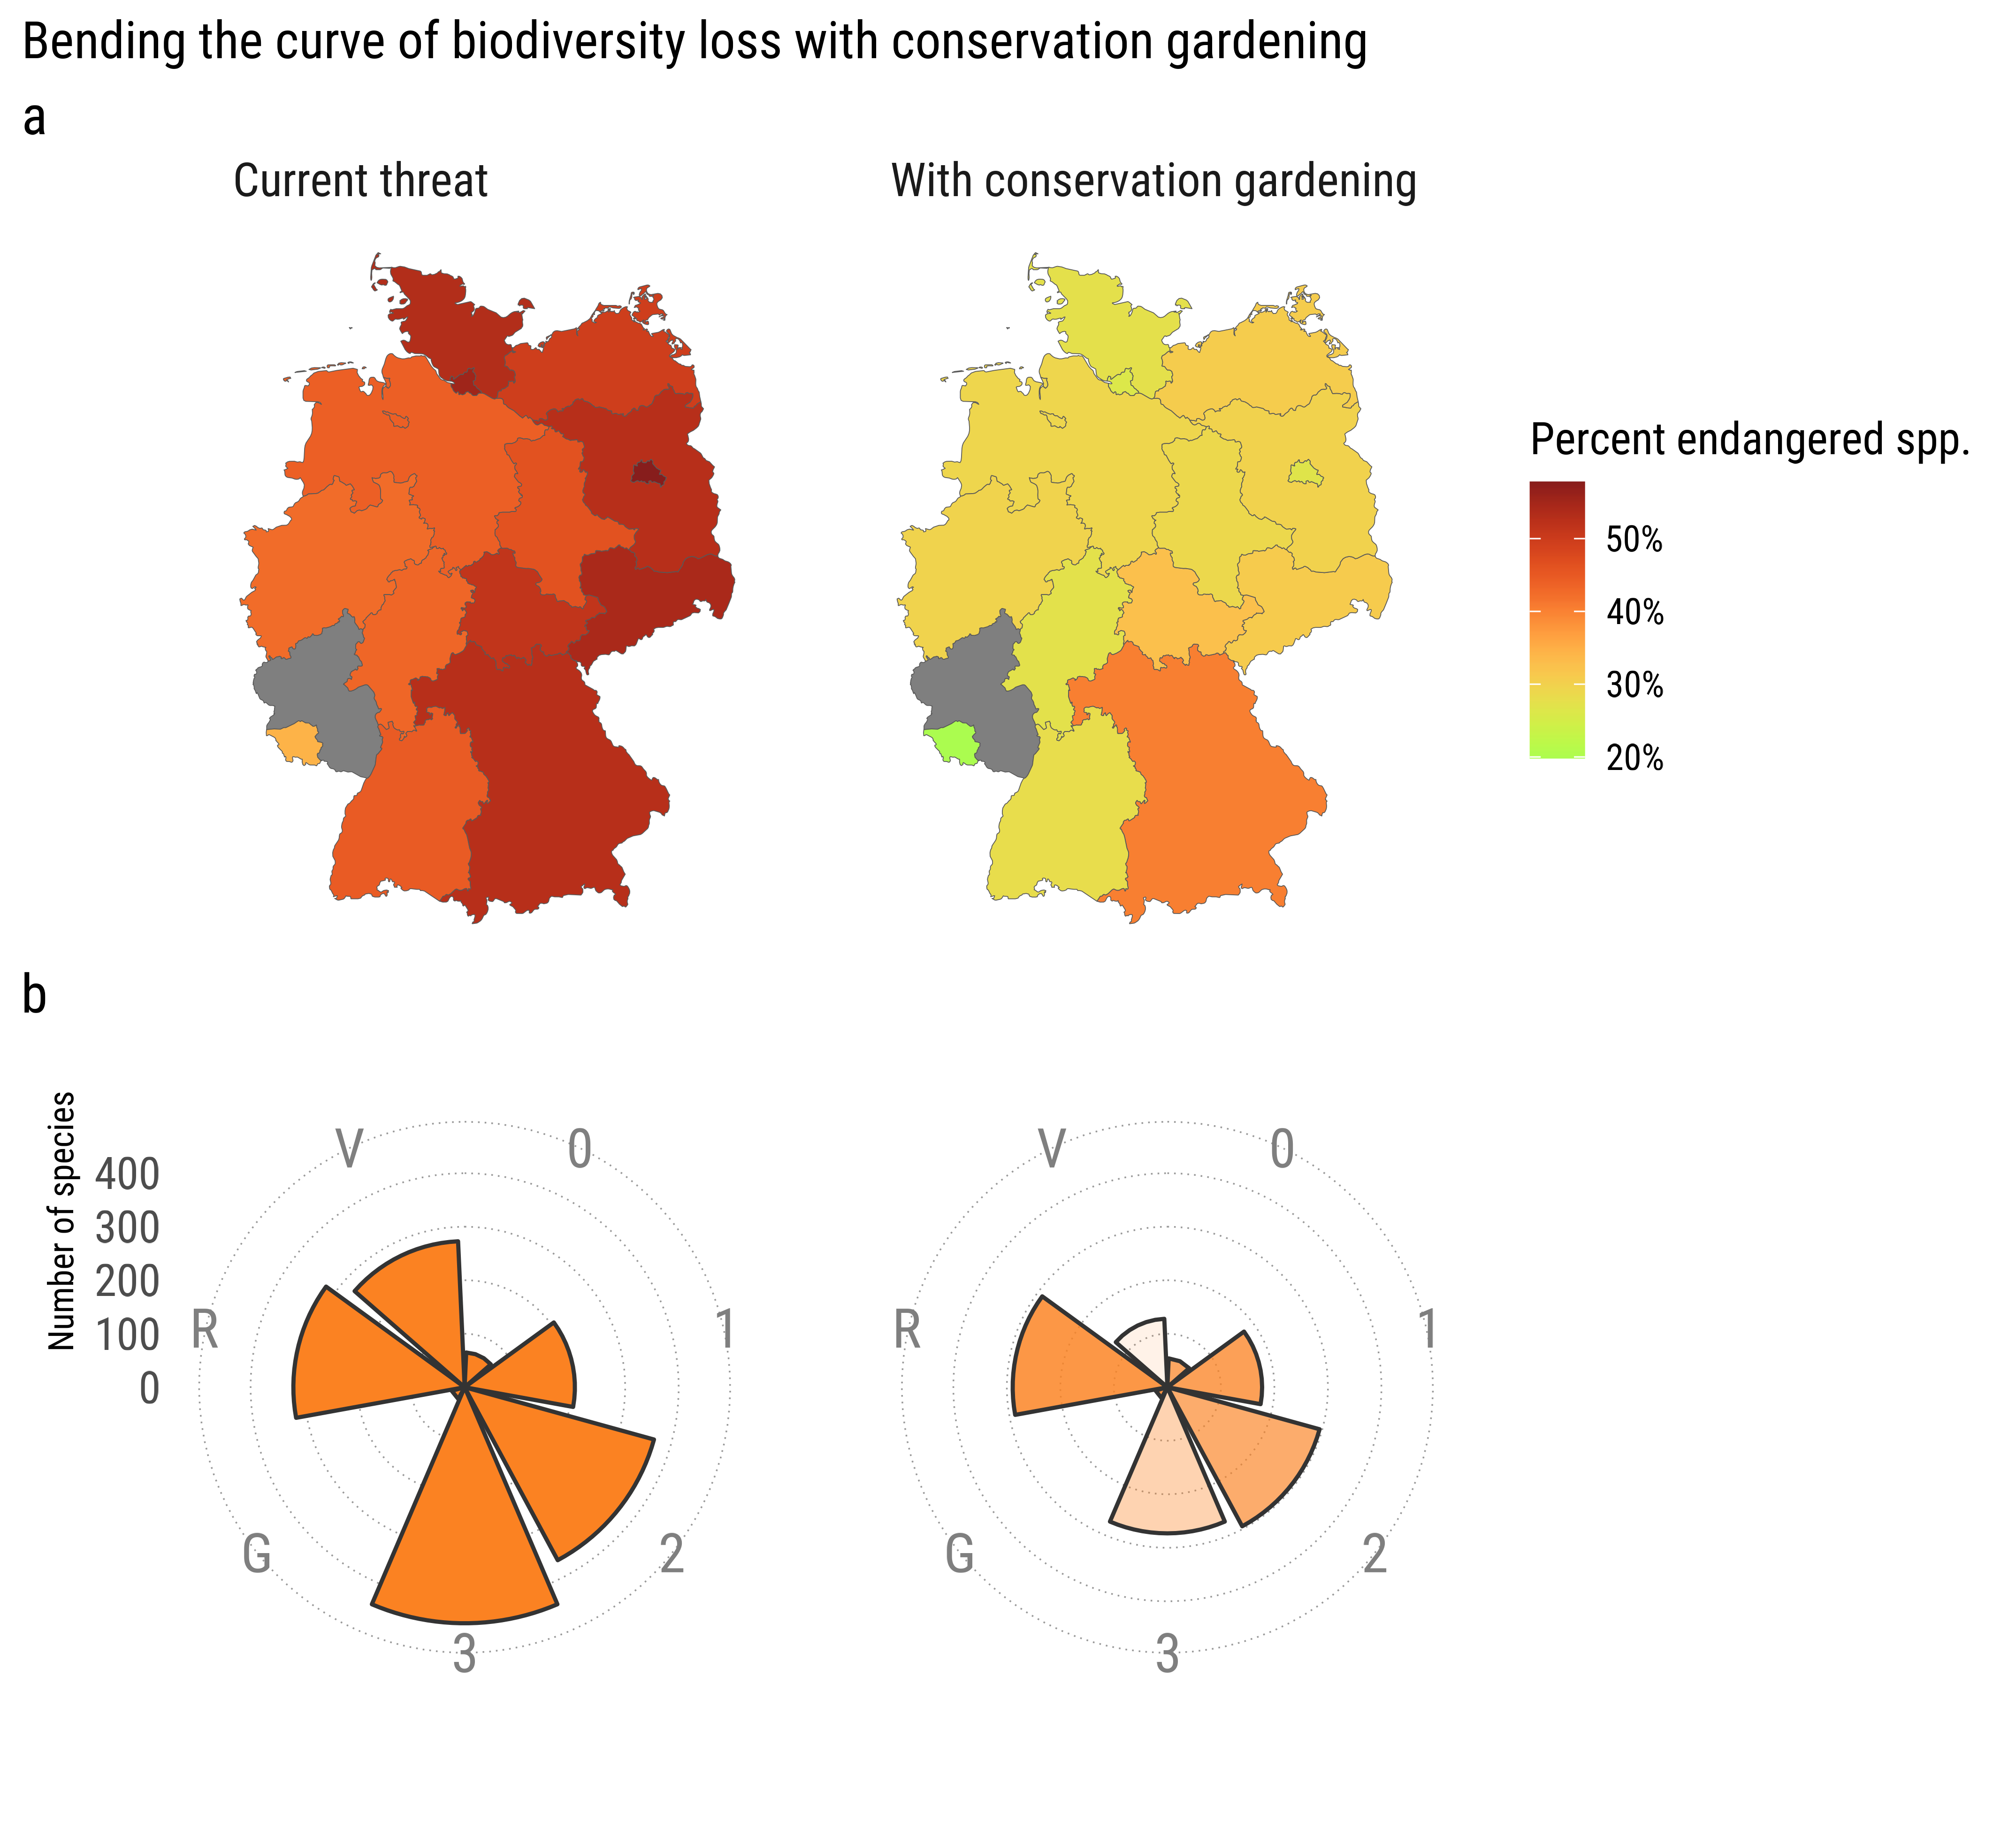 Bending the curve of biodiversity loss with conservation gardening
a
Current threat
With conservation gardening
Percent endangered spp.
50%
40%
30%
20%
b
Number of species
400
300
200
100
0
V
0
R
1
G
2
3
V
0
R
1
G
2
3